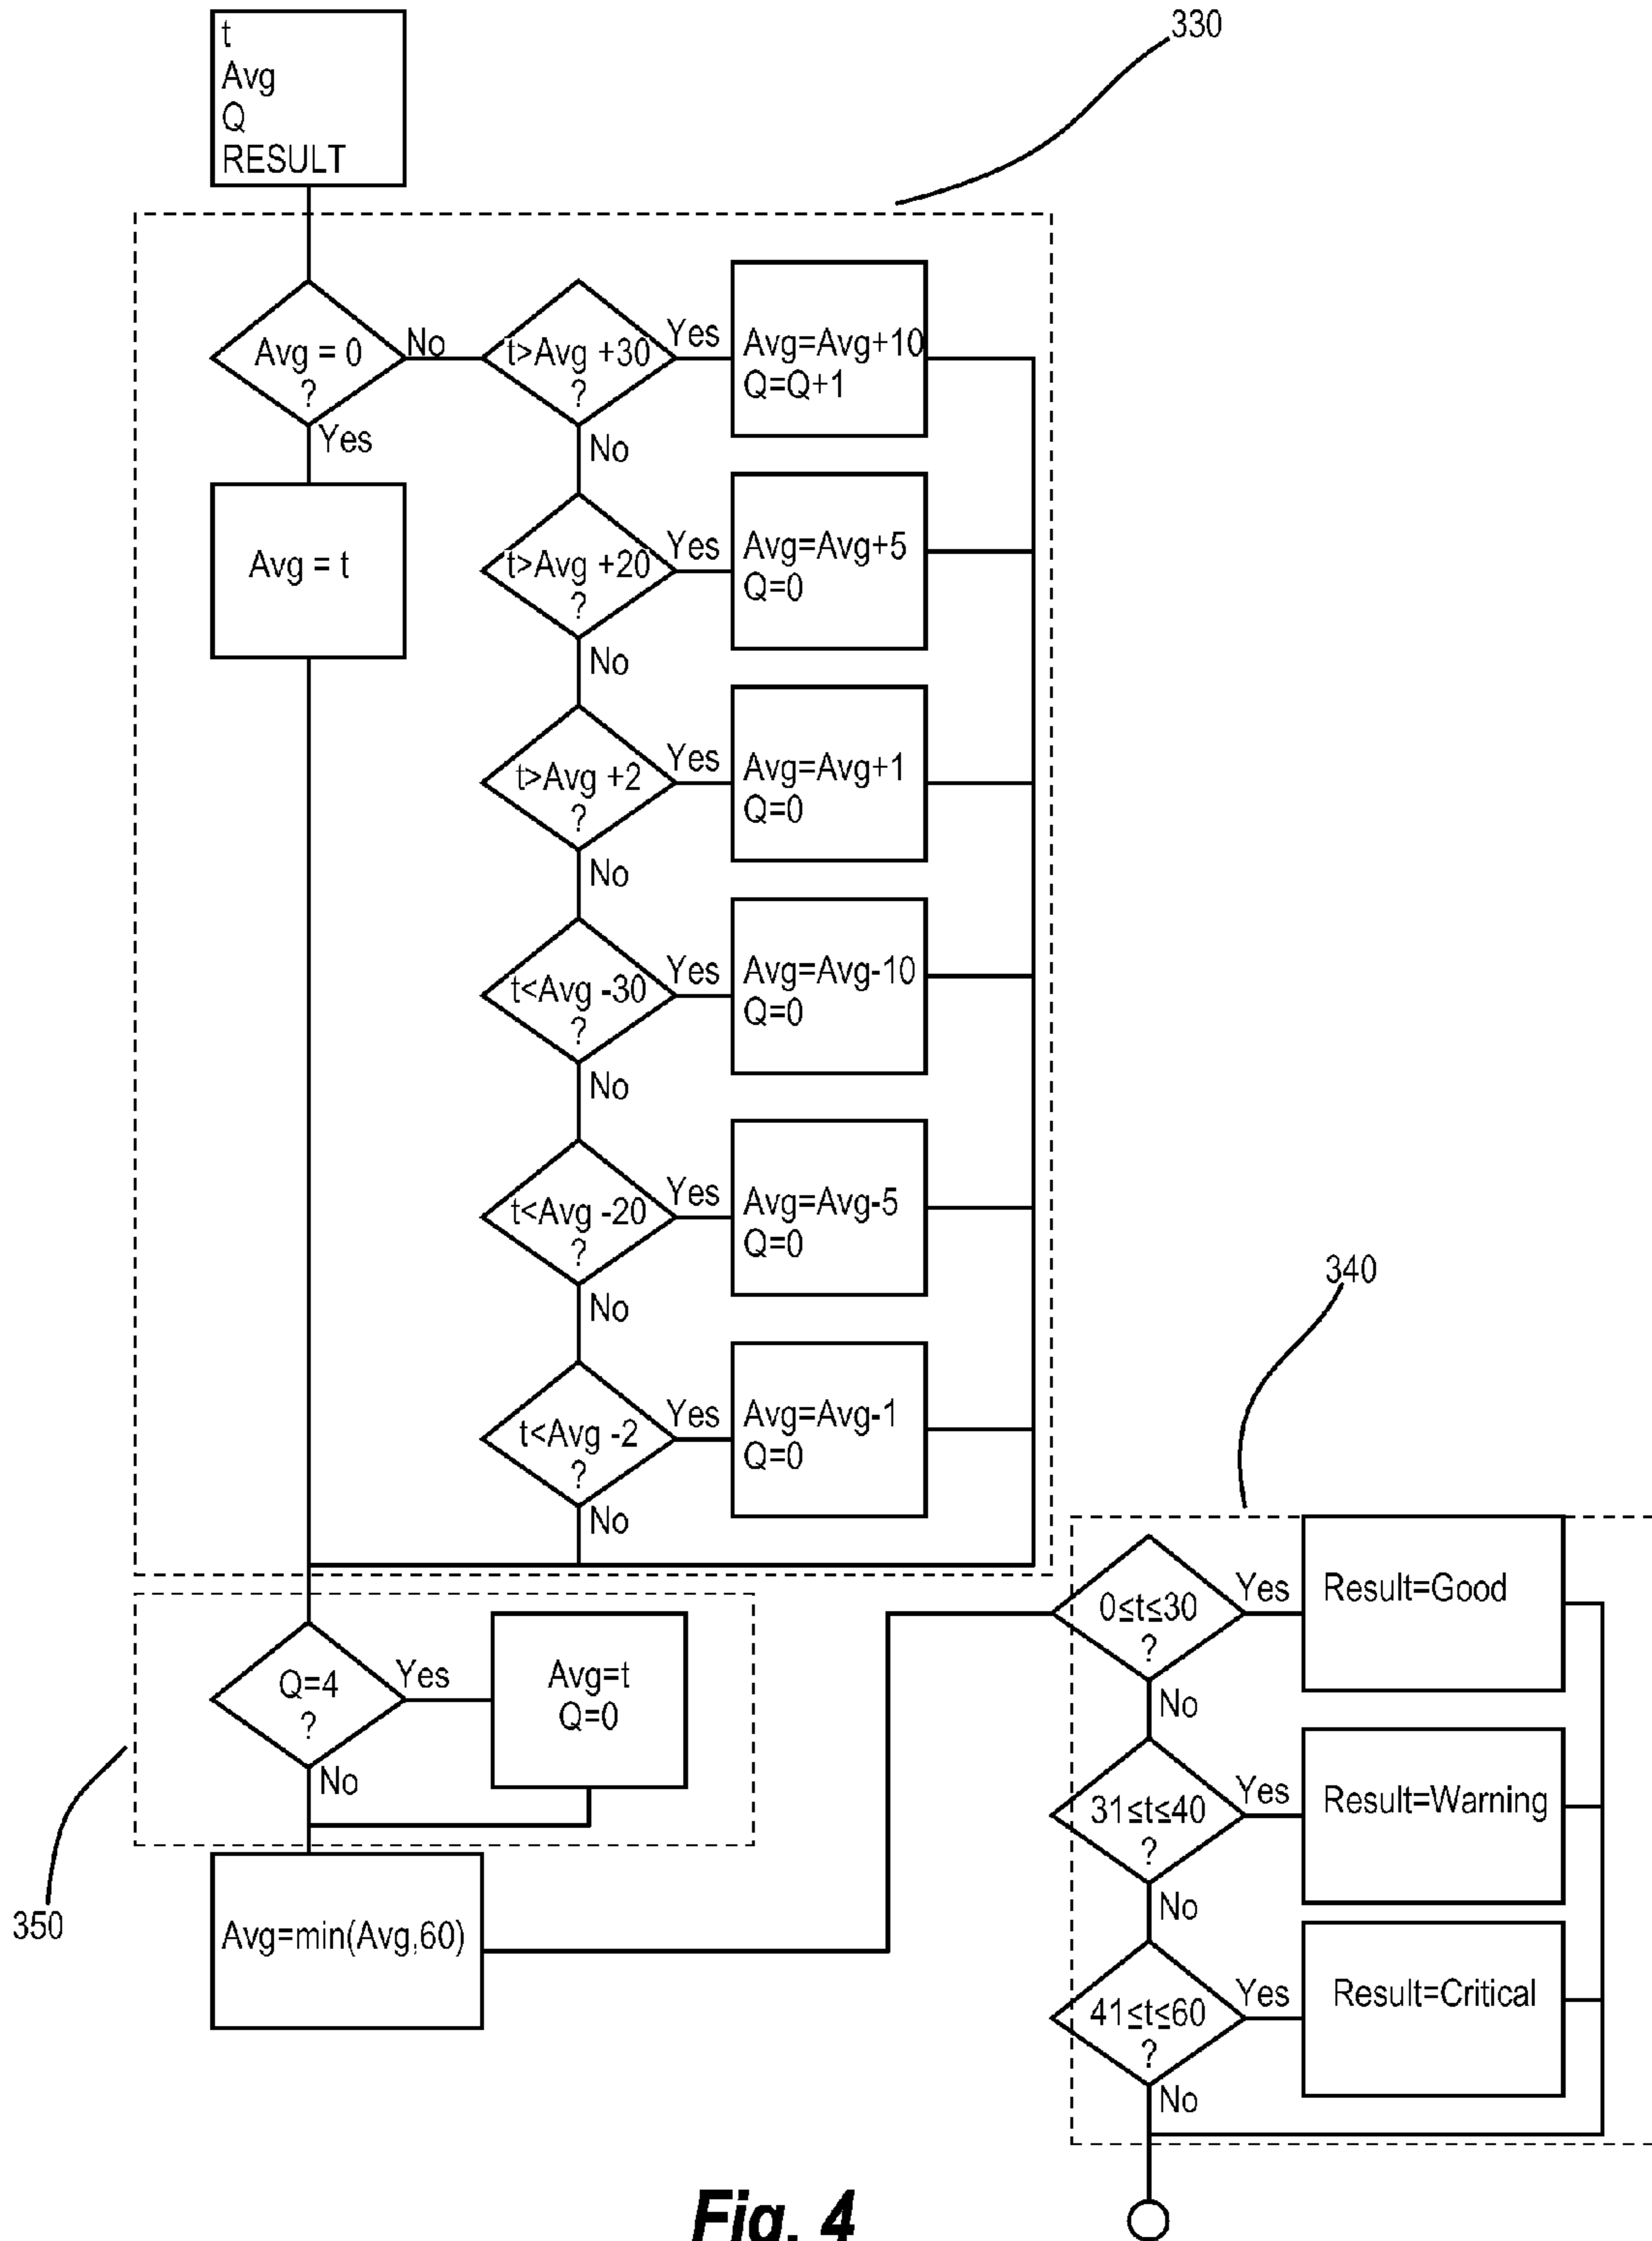 330
t
Avg
Q
RESULT
Avg = 0
?
No
Yes
Avg = t
t>Avg +30
?
Yes
No
Avg=Avg+10
Q=Q+1
t>Avg +20
?
Yes
No
Avg=Avg+5
Q=0
t>Avg +2
?
Yes
No
Avg=Avg+1
Q=0
t<Avg -30
?
Yes
No
Avg=Avg-10
Q=0
t<Avg -20
?
Yes
No
Avg=Avg-5
Q=0
t<Avg -2
?
Yes
No
Avg=Avg-1
Q=0
350
Q=4
?
Yes
No
Avg=t
Q=0
Avg=min(Avg,60)
340
0≤t≤30
?
Yes
No
Result=Good
31≤t≤40
?
Yes
No
Result=Warning
41≤t≤60
?
Yes
No
Result=Critical
Fig. 4